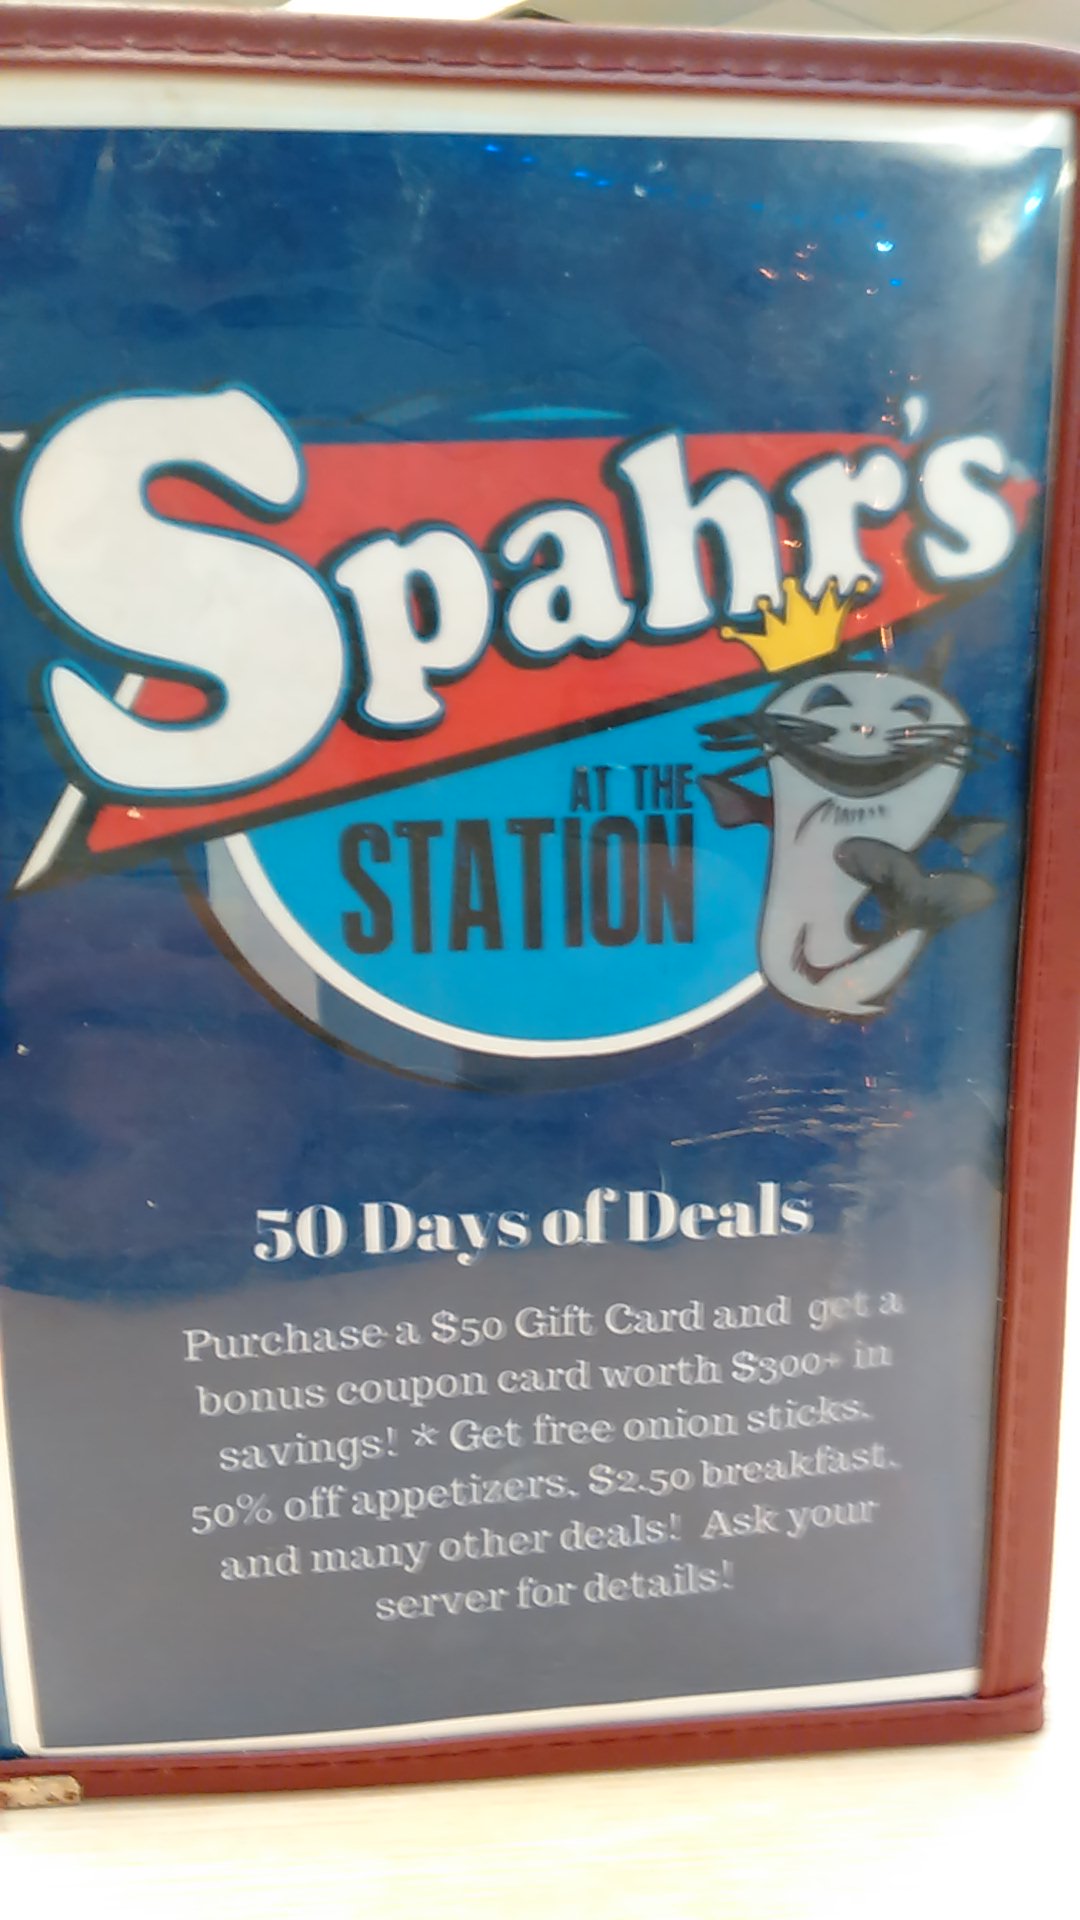 Spahr's
AT THE
STATION
50 Days of Deals
Purchase a $50 Gift Card and get a
bonus coupon card worth $300+ in
savings! * Get free onion sticks,
50% off appetizers, $2.50 breakfast,
and many other deals! Ask your
server for details!